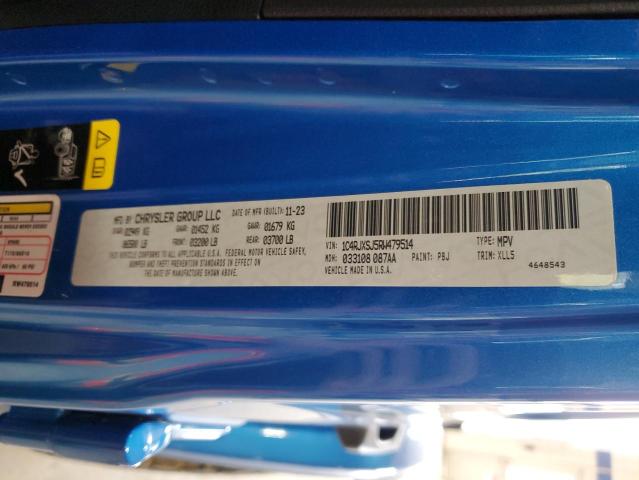 MFG BY CHRYSLER GROUP LLC DATE OF MFR (BUILT): 11-23
GVWR: 02949 KG GAWR: 01452 KG GAWR: 01679 KG
06500 LB FRONT: 03200 LB REAR: 03700 LB
THIS VEHICLE CONFORMS TO ALL APPLICABLE U.S.A. FEDERAL MOTOR VEHICLE SAFETY,
BUMPER AND THEFT PREVENTION STANDARDS IN EFFECT ON THE
DATE OF MANUFACTURE SHOWN ABOVE.
VIN: 1C4RJXSJ5RW479514 TYPE: MPV
MDH: 033108 087AA PAINT: PBJ TRIM: XLL5
VEHICLE MADE IN U.S.A. 4648543
RW479514